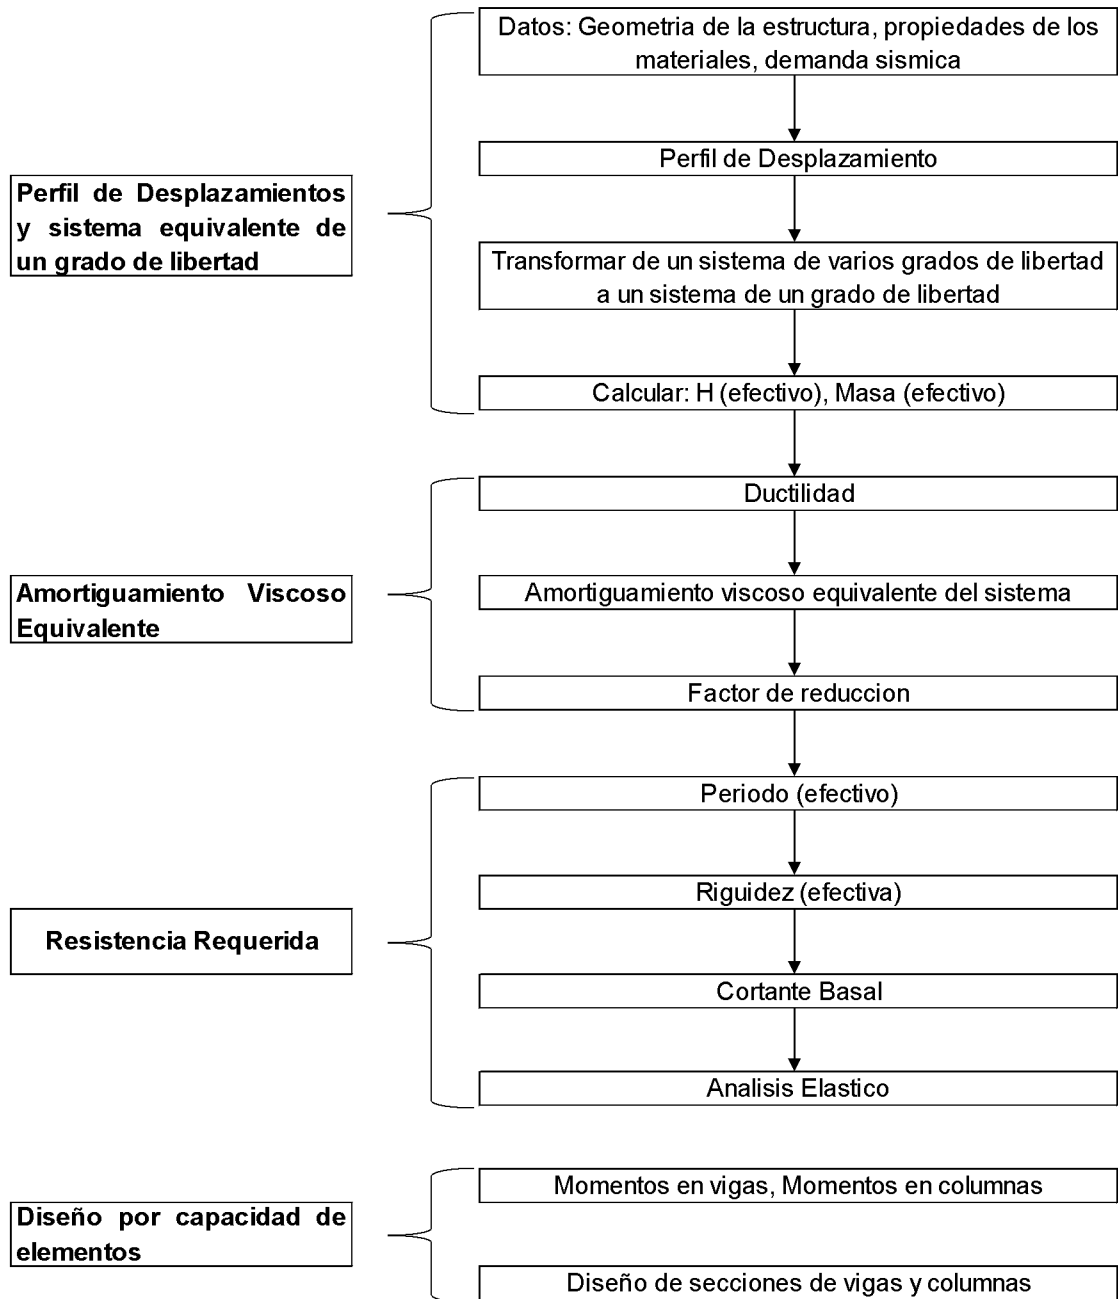 Datos: Geometria de la estructura, propiedades de los
materiales, demanda sismica
Perfil de Desplazamiento
Perfil de Desplazamientos
y sistema equivalente de
un grado de libertad
Transformar de un sistema de varios grados de libertad
a un sistema de un grado de libertad
Calcular: H (efectivo), Masa (efectivo)
Ductilidad
Amortiguamiento Viscoso
Equivalente
Amortiguamiento viscoso equivalente del sistema
Factor de reduccion
Periodo (efectivo)
Riguidez (efectiva)
Resistencia Requerida
Cortante Basal
Analisis Elastico
Momentos en vigas, Momentos en columnas
Diseño por capacidad de
elementos
Diseño de secciones de vigas y columnas